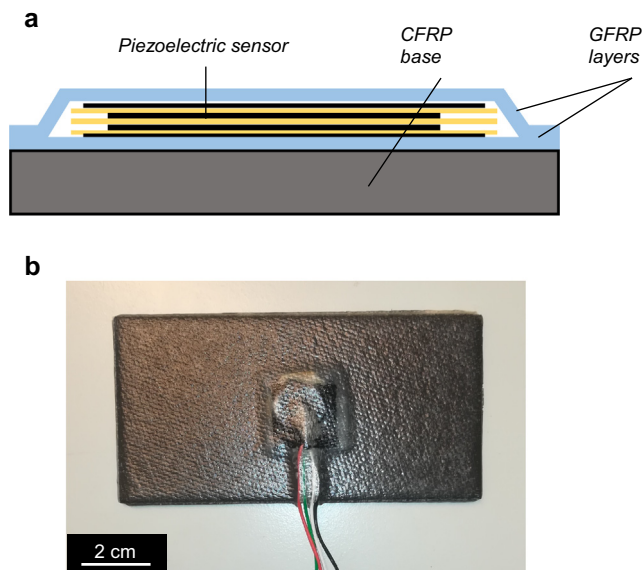 a
Piezoelectric sensor
CFRP
base
GFRP
layers
b
2 cm